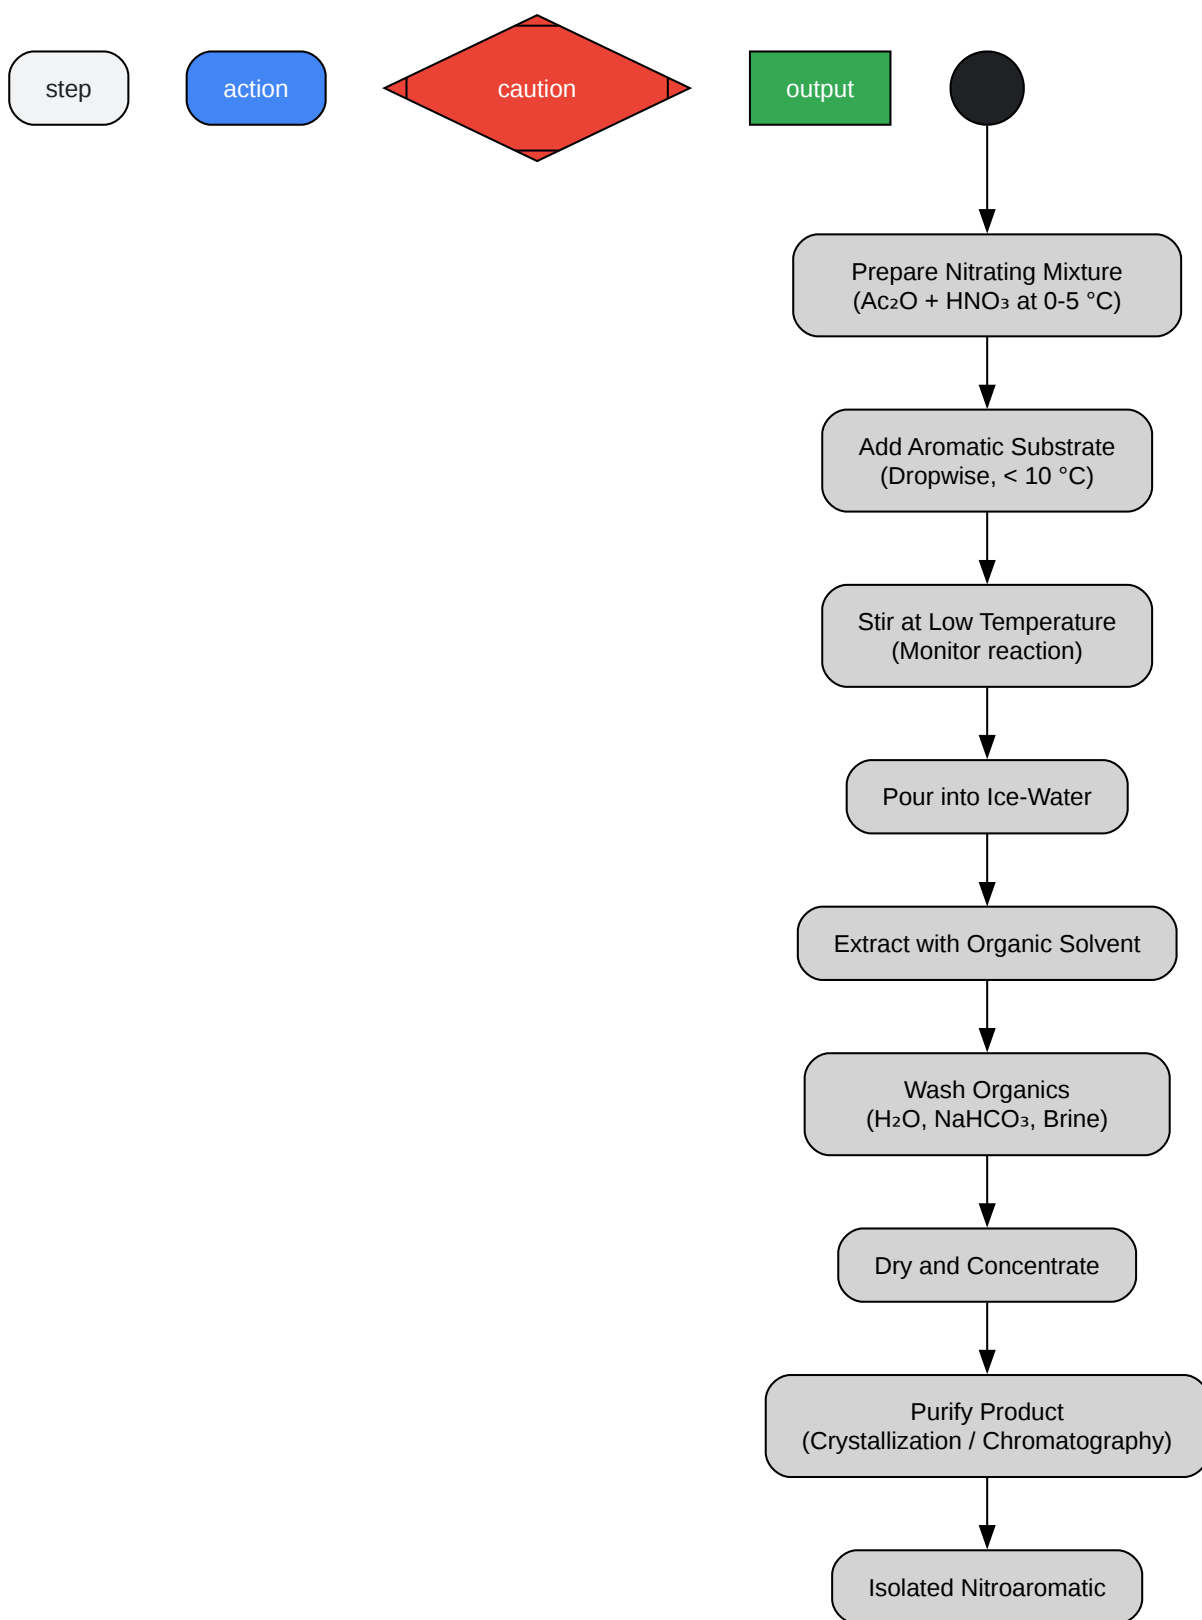 step
action
caution
output
Prepare Nitrating Mixture
(Ac₂O + HNO₃ at 0-5 °C)
Add Aromatic Substrate
(Dropwise, < 10 °C)
Stir at Low Temperature
(Monitor reaction)
Pour into Ice-Water
Extract with Organic Solvent
Wash Organics
(H₂O, NaHCO₃, Brine)
Dry and Concentrate
Purify Product
(Crystallization / Chromatography)
Isolated Nitroaromatic